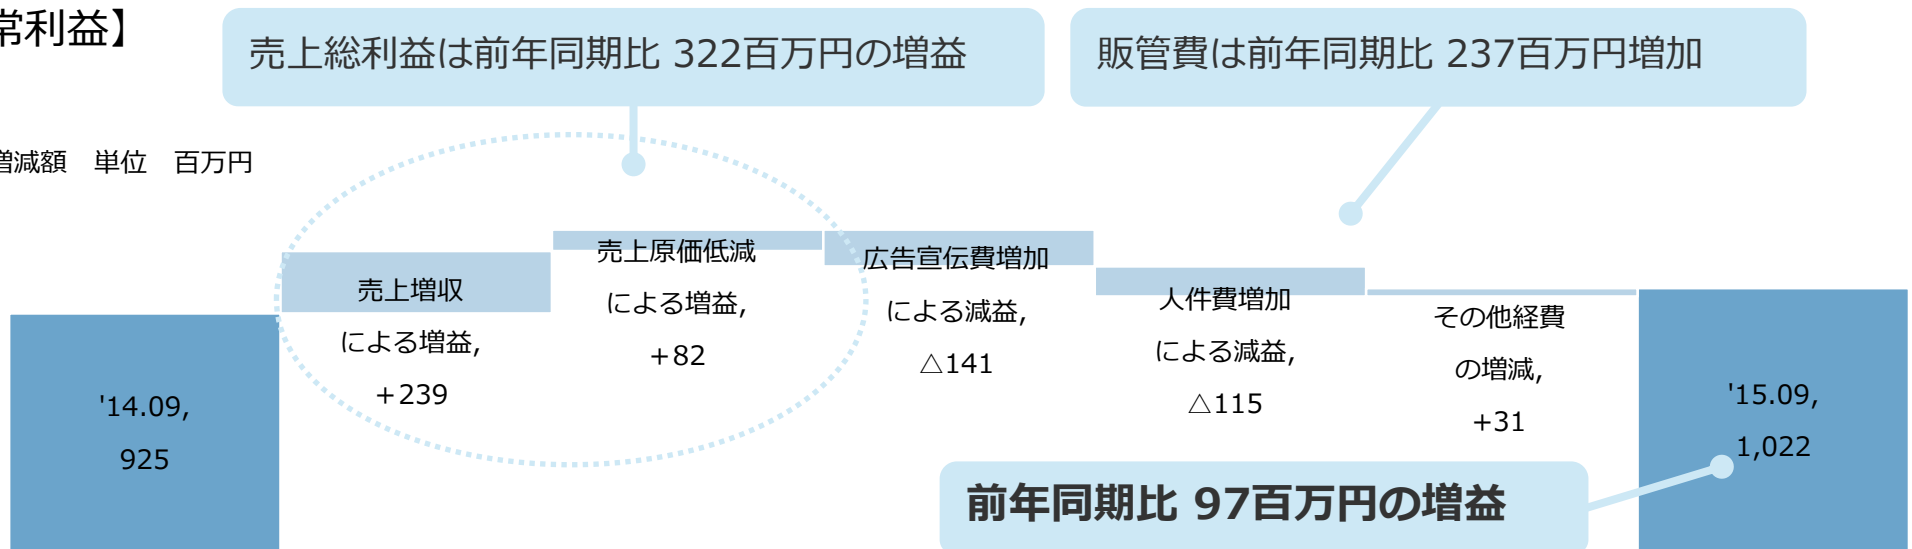 常利益】
売上総利益は前年同期比 322百万円の増益
販管費は前年同期比 237百万円増加
増減額 単位 百万円
'14.09,
925
売上増収
による増益,
+239
売上原価低減
による増益,
+82
広告宣伝費増加
による減益,
△141
人件費増加
による減益,
△115
その他経費
の増減,
+31
'15.09,
1,022
前年同期比 97百万円の増益